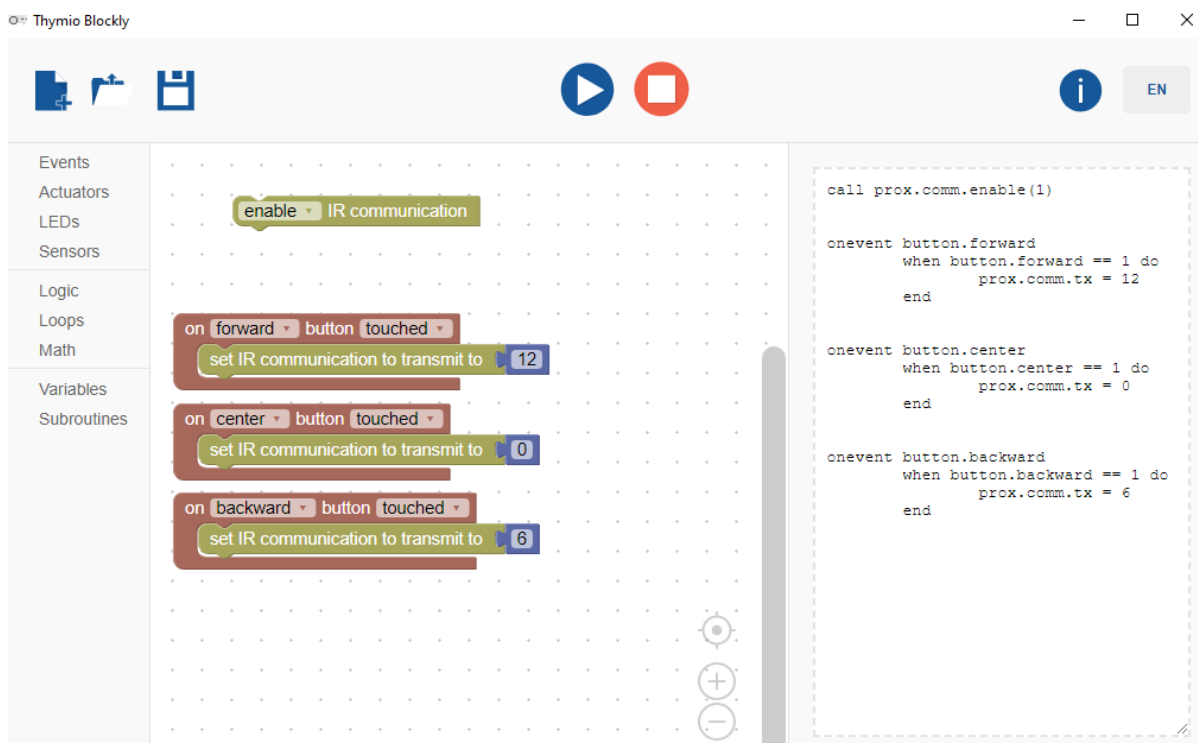 Thymio Blockly
EN
Events
Actuators
LEDs
Sensors
Logic
Loops
Math
Variables
Subroutines
enable IR communication
on forward button touched
set IR communication to transmit to 12
on center button touched
set IR communication to transmit to 0
on backward button touched
set IR communication to transmit to 6
call prox.comm.enable(1)
onevent button.forward
when button.forward == 1 do
prox.comm.tx = 12
end
onevent button.center
when button.center == 1 do
prox.comm.tx = 0
end
onevent button.backward
when button.backward == 1 do
prox.comm.tx = 6
end